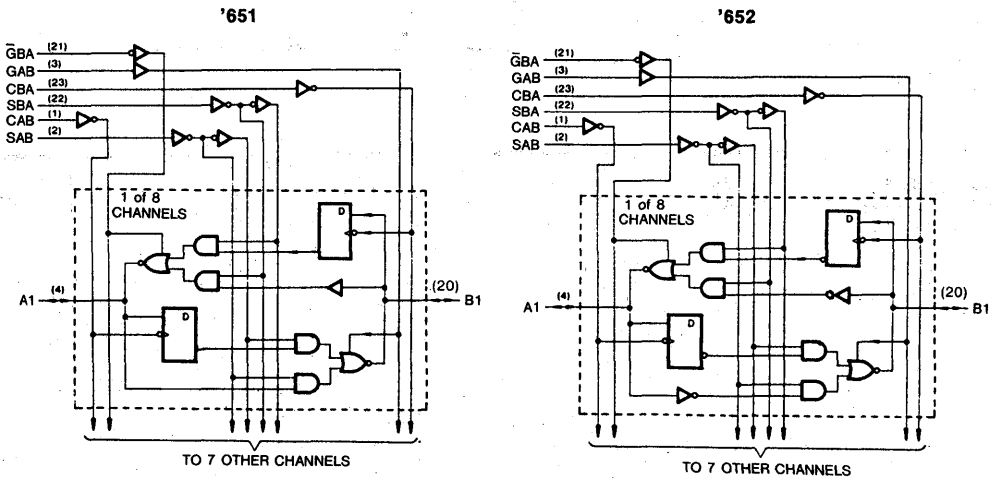 '651
G̅BA (21)
GAB (3)
CBA (23)
SBA (22)
CAB (1)
SAB (2)
1 of 8
CHANNELS
D
A1 (4)
(20) B1
D
TO 7 OTHER CHANNELS
'652
G̅BA (21)
GAB (3)
CBA (23)
SBA (22)
CAB (1)
SAB (2)
1 of 8
CHANNELS
D
A1 (4)
(20) B1
D
TO 7 OTHER CHANNELS